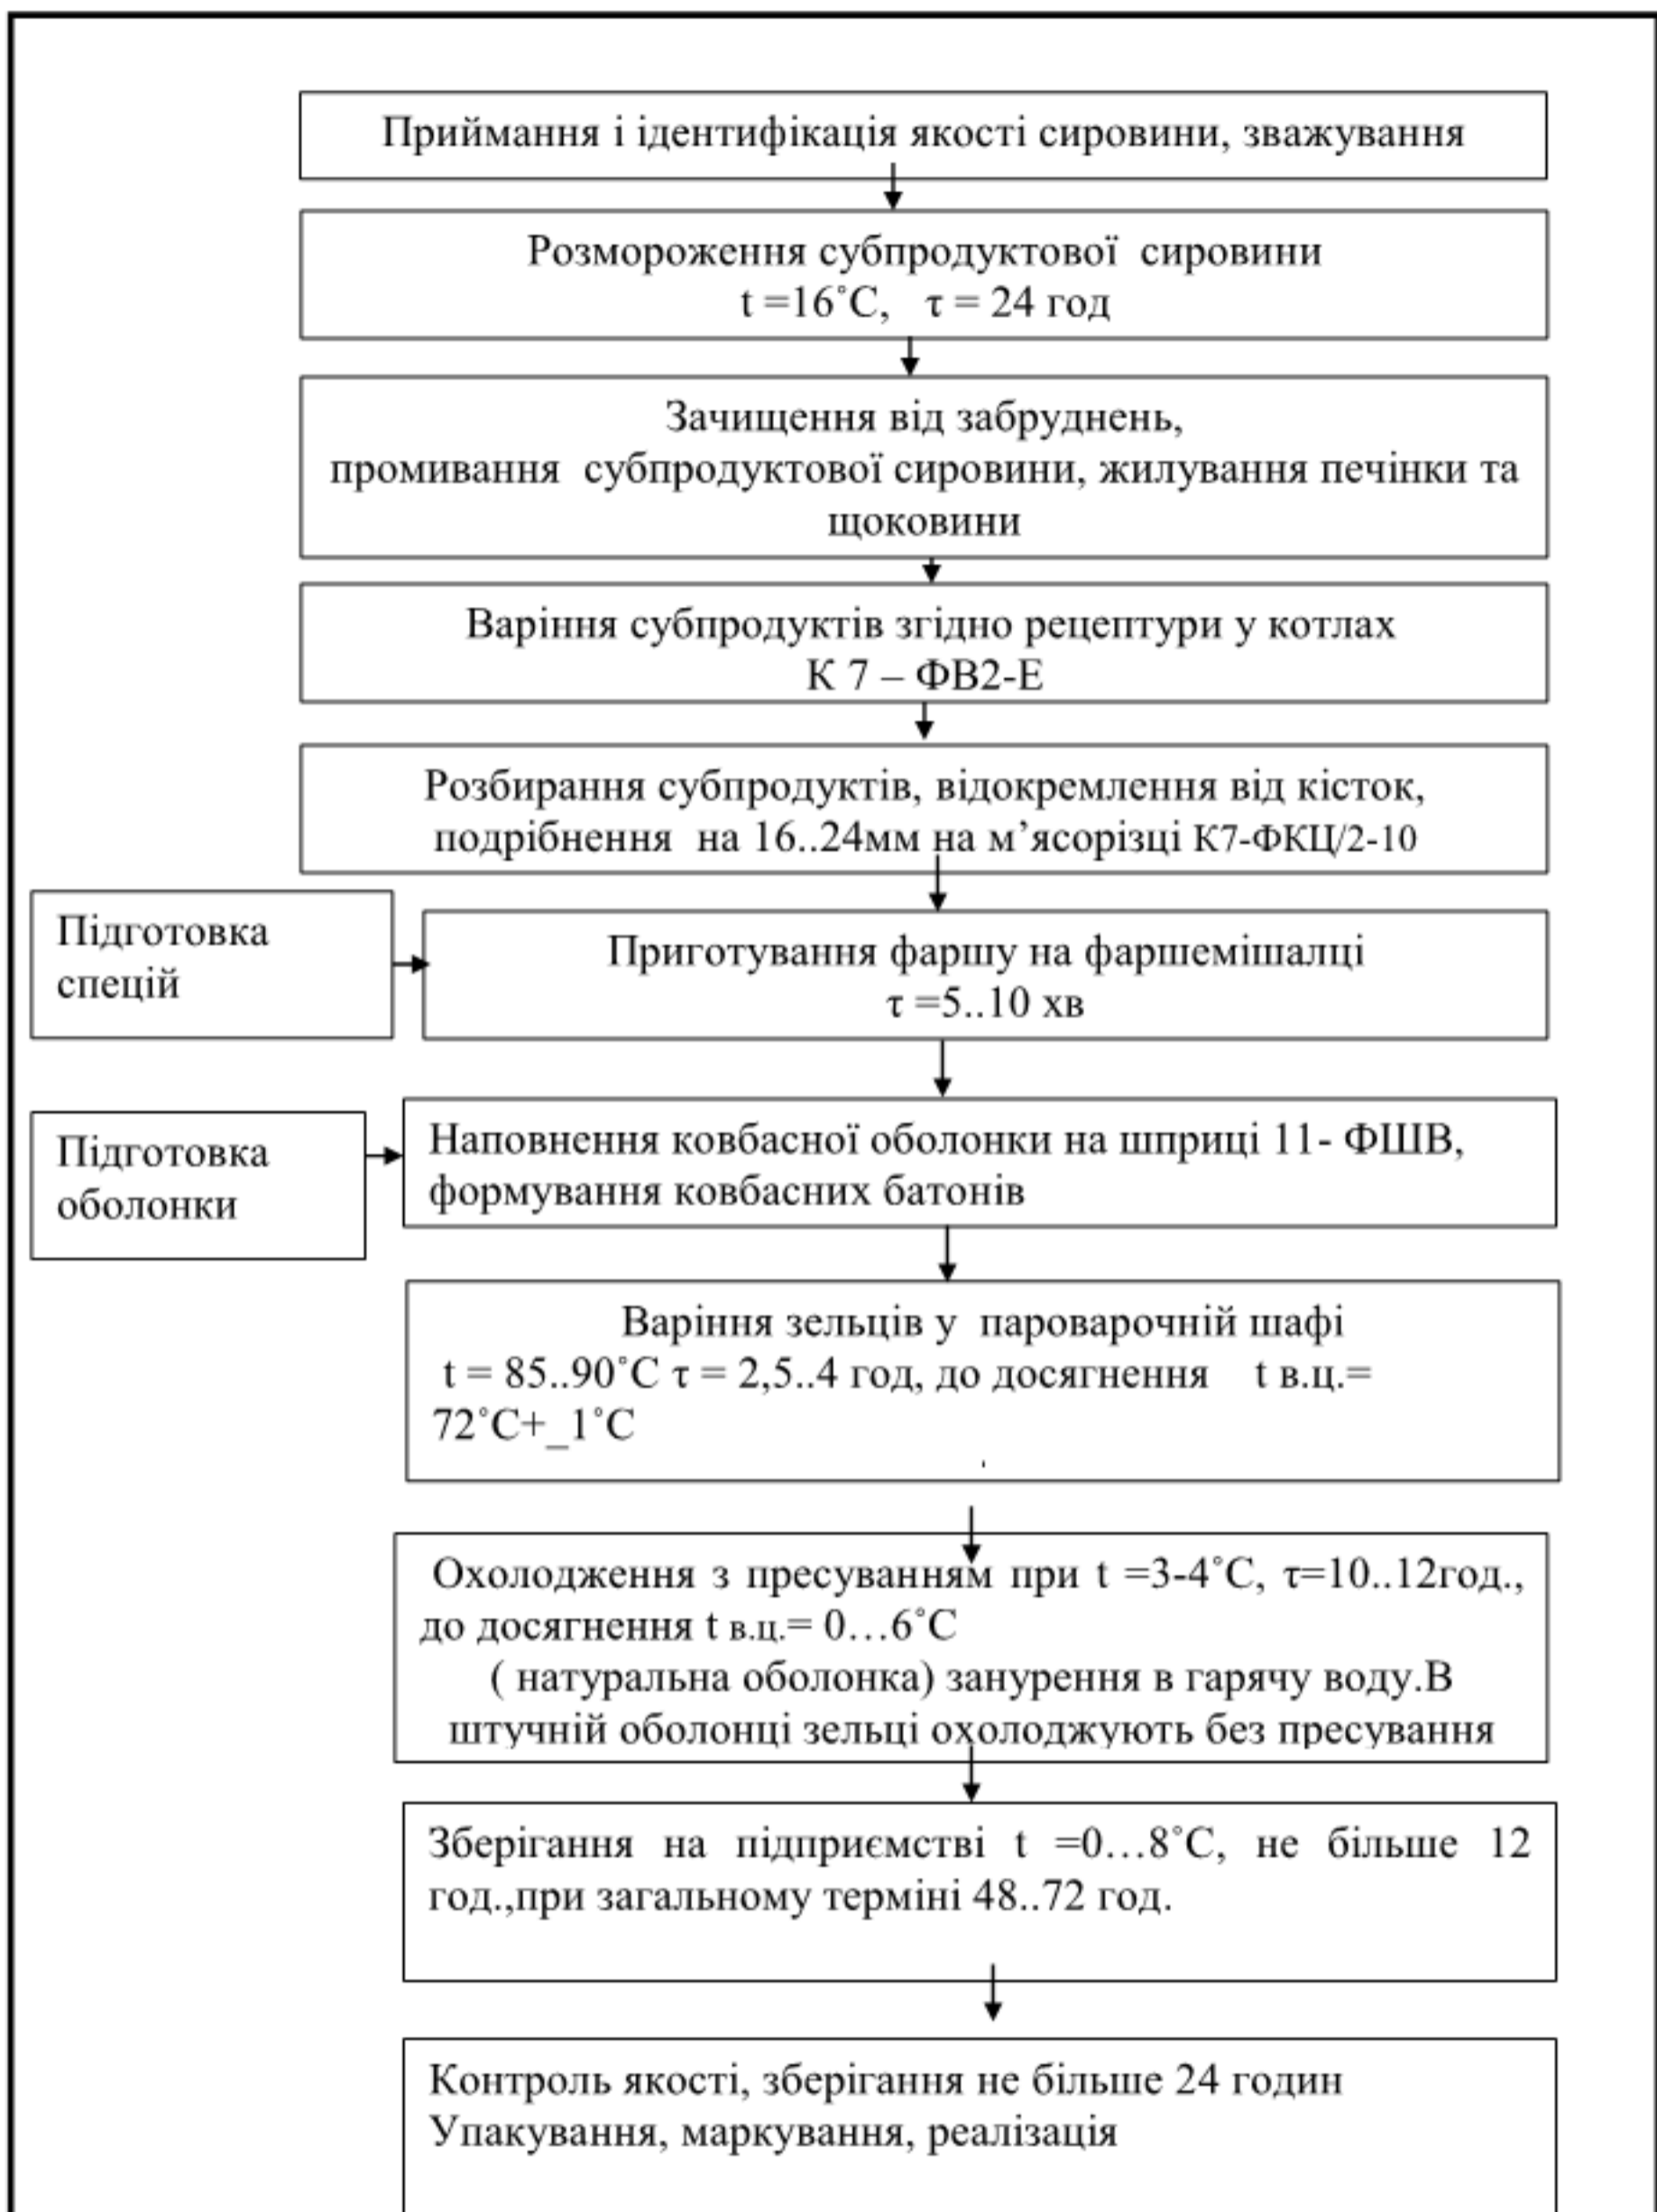 Приймання і ідентифікація якості сировини, зважування
Розмороження субпродуктової сировини
t =16˚С, τ = 24 год
Зачищення від забруднень,
промивання субпродуктової сировини, жилування печінки та
щоковини
Варіння субпродуктів згідно рецептури у котлах
К 7 – ФВ2-Е
Розбирання субпродуктів, відокремлення від кісток,
подрібнення на 16..24мм на м’ясорізці К7-ФКЦ/2-10
Підготовка
спецій
Приготування фаршу на фаршемішалці
τ =5..10 хв
Підготовка
оболонки
Наповнення ковбасної оболонки на шприці 11- ФШВ,
формування ковбасних батонів
Варіння зельців у пароварочній шафі
t = 85..90˚С τ = 2,5..4 год, до досягнення t в.ц.=
72˚С+_1˚С
Охолодження з пресуванням при t =3-4˚С, τ=10..12год.,
до досягнення t в.ц.= 0…6˚С
( натуральна оболонка) занурення в гарячу воду.В
штучній оболонці зельці охолоджують без пресування
Зберігання на підприємстві t =0…8˚С, не більше 12
год.,при загальному терміні 48..72 год.
Контроль якості, зберігання не більше 24 годин
Упакування, маркування, реалізація